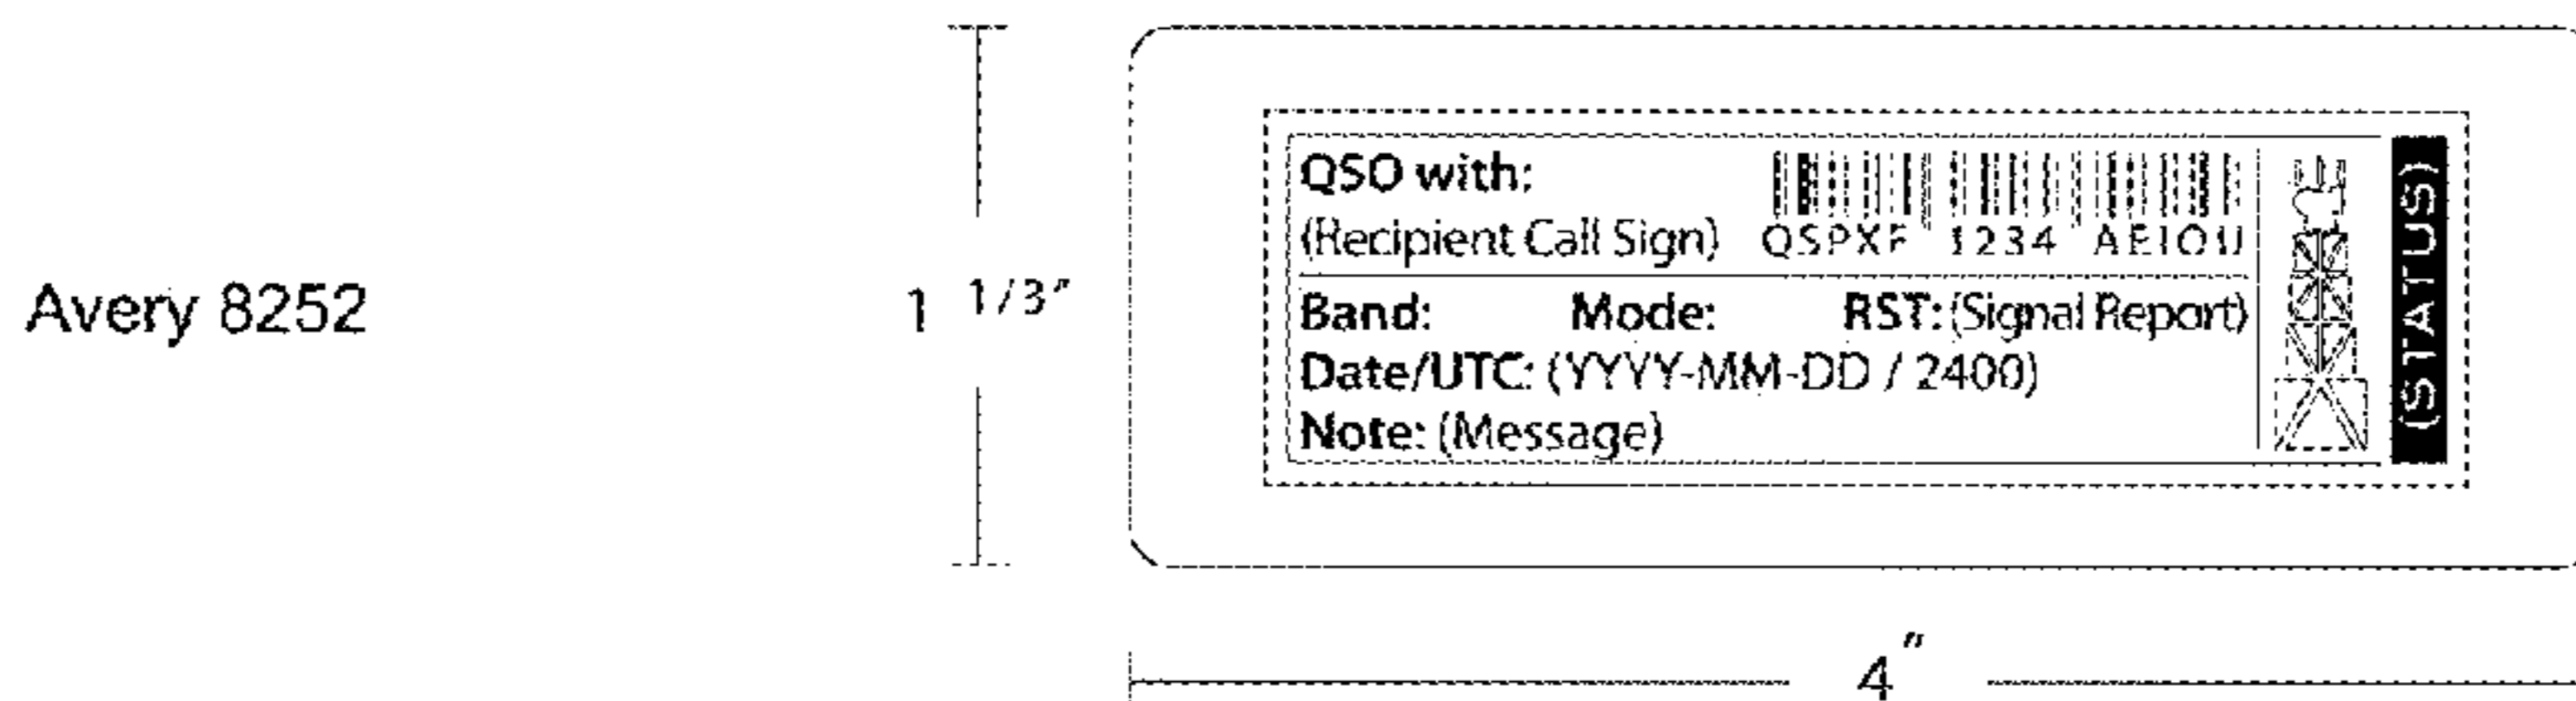 Avery 8252
1 1/3"
QSO with:
(Recipient Call Sign) QSPXF 1234 AEIOU
Band: Mode: RST: (Signal Report)
Date/UTC: (YYYY-MM-DD / 2400)
Note: (Message)
(STATUS)
4"